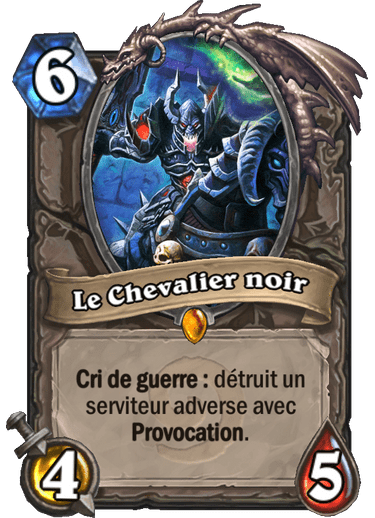 6
Le Chevalier noir
Cri de guerre : détruit un
serviteur adverse avec
Provocation.
4
5